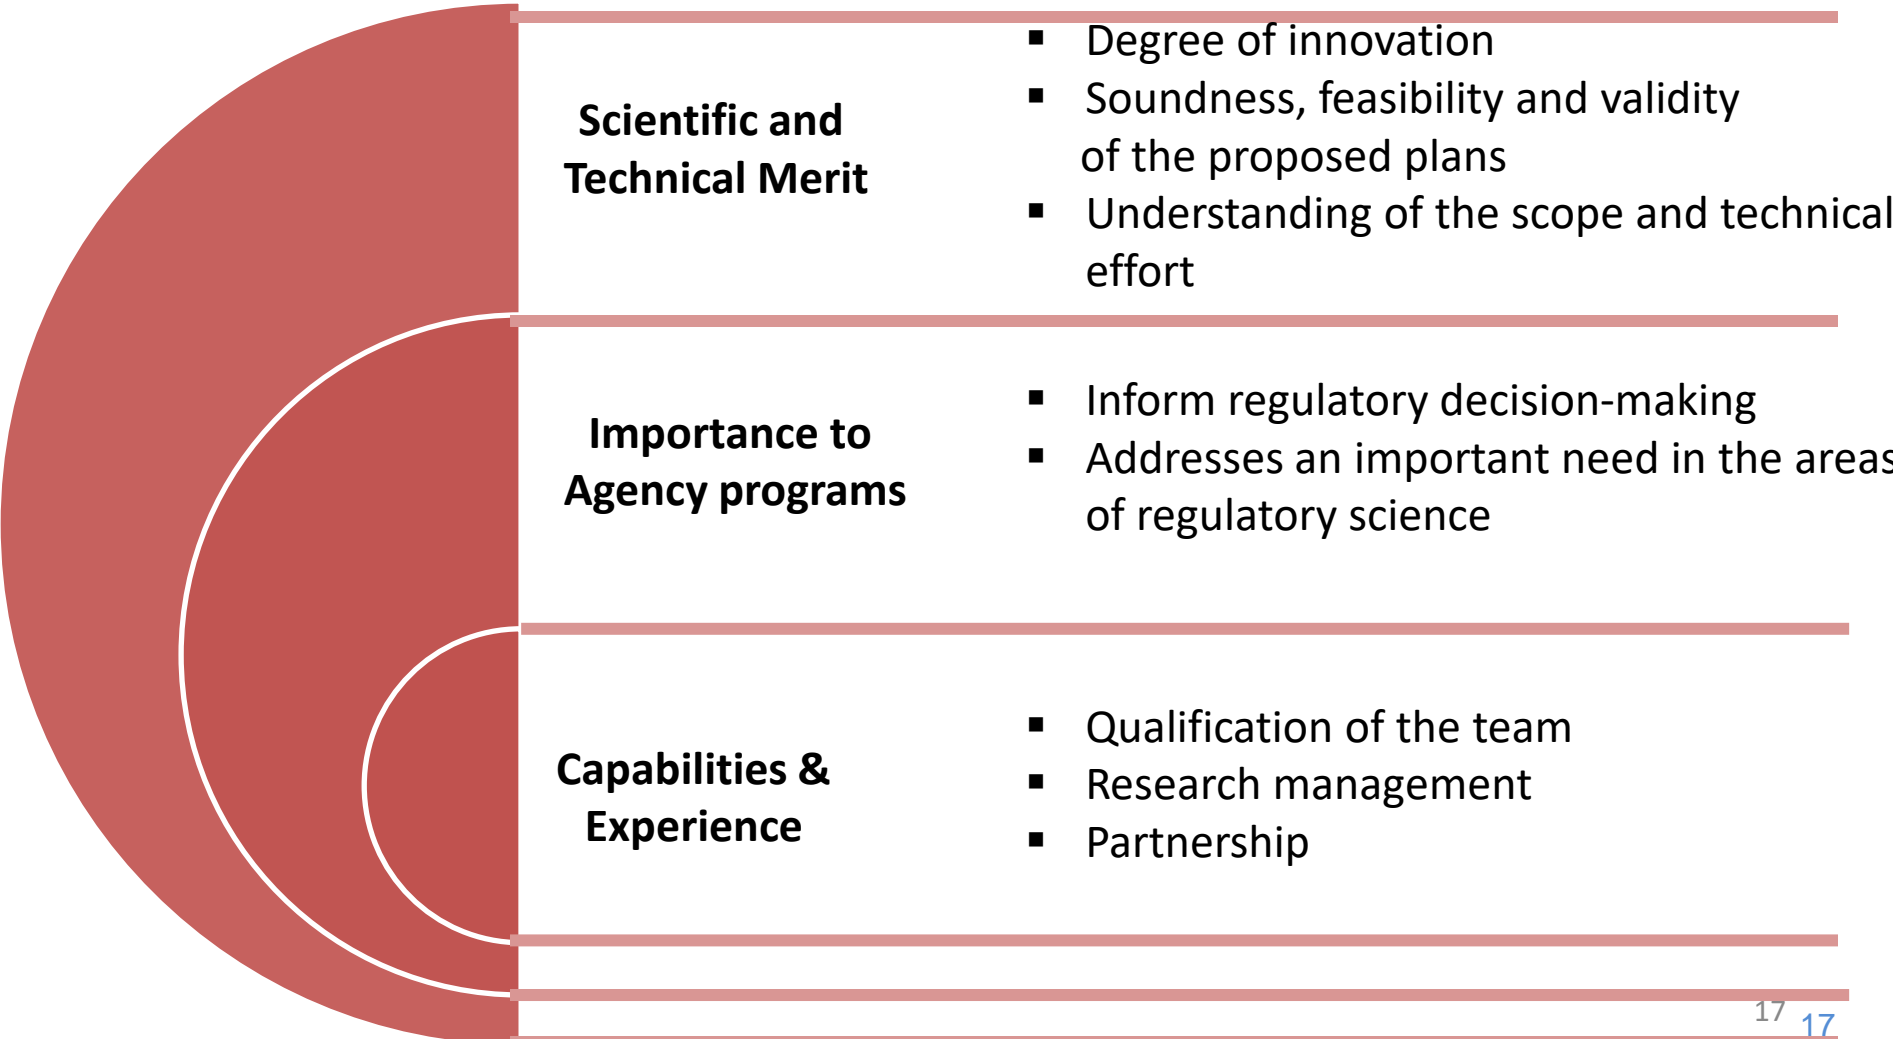 Scientific and
Technical Merit
▪ Degree of innovation
▪ Soundness, feasibility and validity
of the proposed plans
▪ Understanding of the scope and technical
effort
Importance to
Agency programs
▪ Inform regulatory decision-making
▪ Addresses an important need in the areas
of regulatory science
Capabilities &
Experience
▪ Qualification of the team
▪ Research management
▪ Partnership
17
17